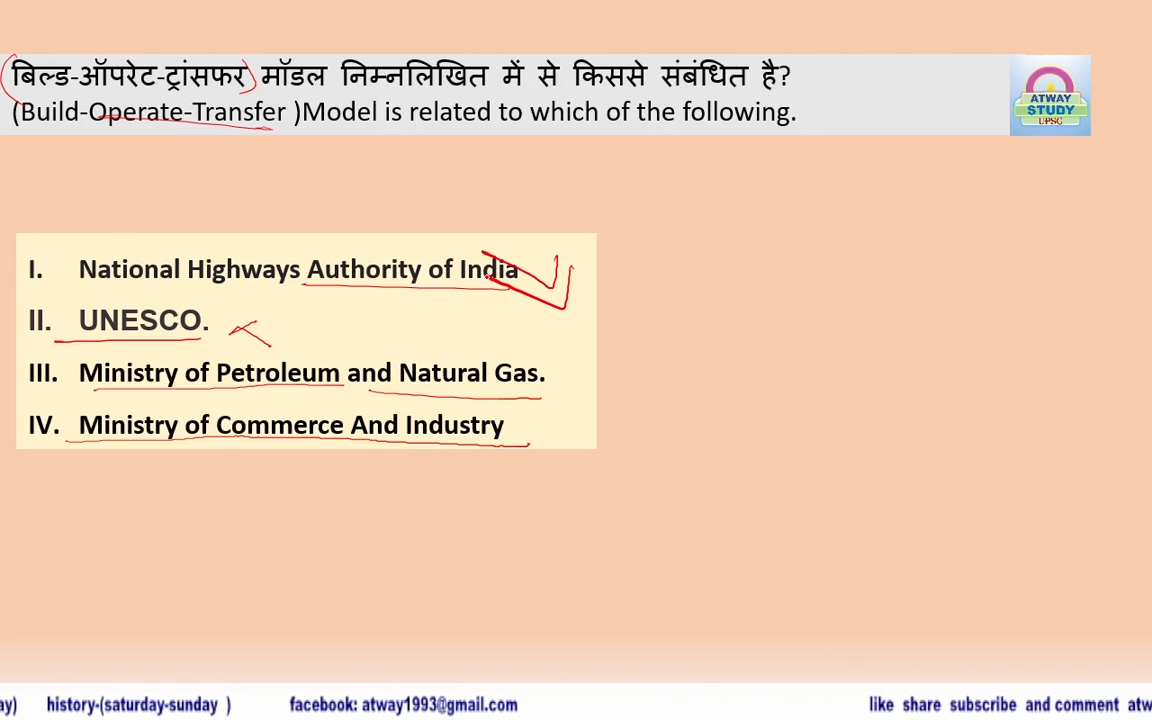 बिल्ड-ऑपरेट-ट्रांसफर मॉडल निम्नलिखित में से किससे संबंधित है?
(Build-Operate-Transfer )Model is related to which of the following.
ATWAY
STUDY
UPSC
I. National Highways Authority of India
II. UNESCO.
III. Ministry of Petroleum and Natural Gas.
IV. Ministry of Commerce And Industry
ay) history-(saturday-sunday ) facebook: atway1993@gmail.com like share subscribe and comment atw